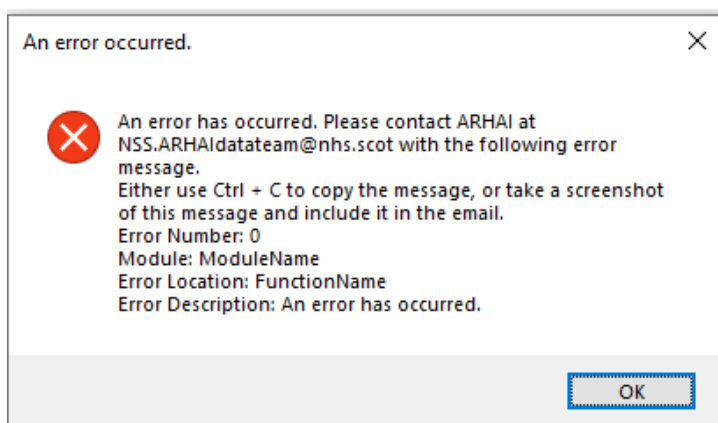 An error occurred.
An error has occurred. Please contact ARHAI at
NSS.ARHAIdatateam@nhs.scot with the following error
message.
Either use Ctrl + C to copy the message, or take a screenshot
of this message and include it in the email.
Error Number: 0
Module: ModuleName
Error Location: FunctionName
Error Description: An error has occurred.
OK